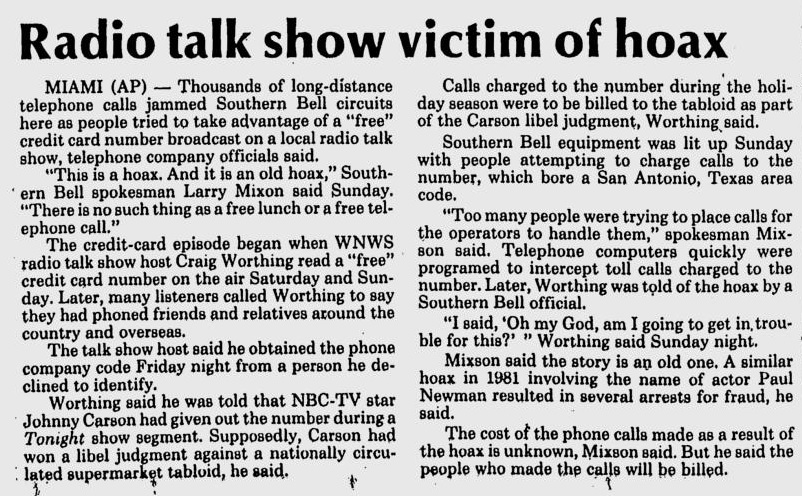 Radio talk show victim of hoax
MIAMI (AP) — Thousands of long-distance
telephone calls jammed Southern Bell circuits
here as people tried to take advantage of a “free”
credit card number broadcast on a local radio talk
show, telephone company officials said.
“This is a hoax. And it is an old hoax,” South-
ern Bell spokesman Larry Mixon said Sunday.
“There is no such thing as a free lunch or a free tel-
ephone call.”
The credit-card episode began when WNWS
radio talk show host Craig Worthing read a “free”
credit card number on the air Saturday and Sun-
day. Later, many listeners called Worthing to say
they had phoned friends and relatives around the
country and overseas.
The talk show host said he obtained the phone
company code Friday night from a person he de-
clined to identify.
Worthing said he was told that NBC-TV star
Johnny Carson had given out the number during a
Tonight show segment. Supposedly, Carson had
won a libel judgment against a nationally circu-
lated supermarket tabloid, he said.
Calls charged to the number during the holi-
day season were to be billed to the tabloid as part
of the Carson libel judgment, Worthing said.
Southern Bell equipment was lit up Sunday
with people attempting to charge calls to the
number, which bore a San Antonio, Texas area
code.
“Too many people were trying to place calls for
the operators to handle them,” spokesman Mix-
son said. Telephone computers quickly were
programed to intercept toll calls charged to the
number. Later, Worthing was told of the hoax by a
Southern Bell official.
“I said, ‘Oh my God, am I going to get in trou-
ble for this?’ ” Worthing said Sunday night.
Mixson said the story is an old one. A similar
hoax in 1981 involving the name of actor Paul
Newman resulted in several arrests for fraud, he
said.
The cost of the phone calls made as a result of
the hoax is unknown, Mixson said. But he said the
people who made the calls will be billed.